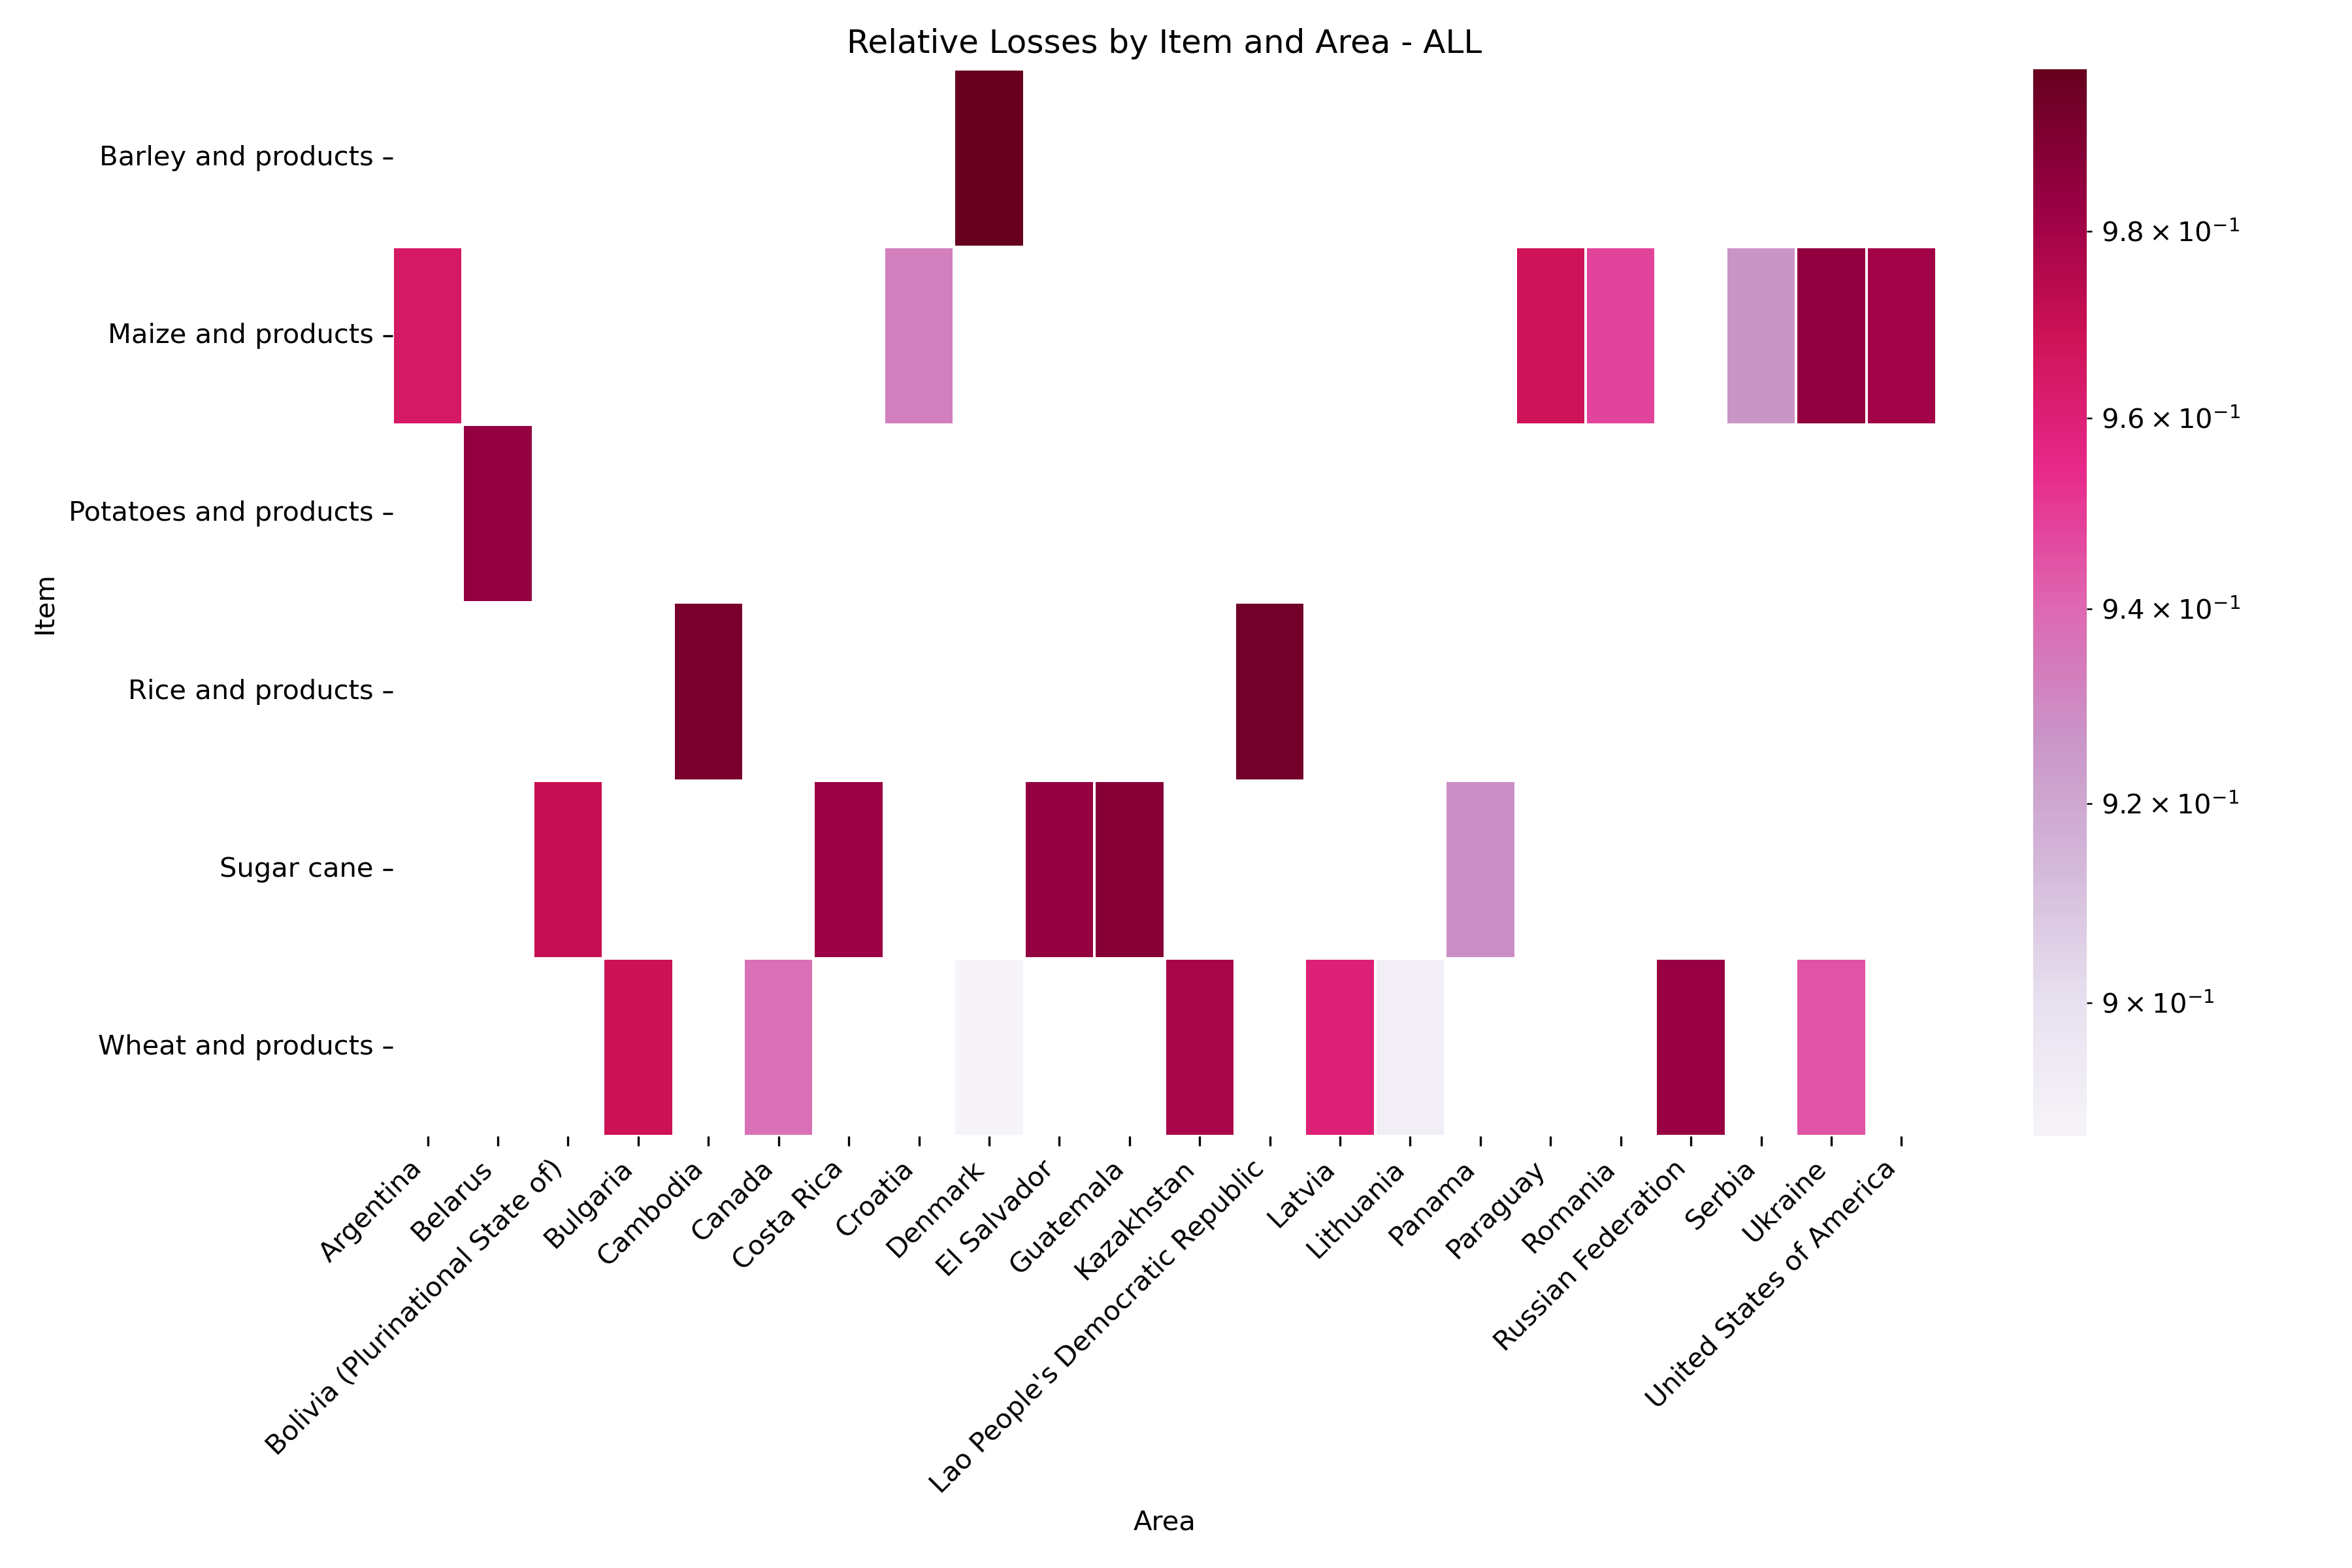 Relative Losses by Item and Area - ALL
Barley and products
Maize and products
Potatoes and products
Rice and products
Sugar cane
Wheat and products
Item
Argentina
Belarus
Bolivia (Plurinational State of)
Bulgaria
Cambodia
Canada
Costa Rica
Croatia
Denmark
El Salvador
Guatemala
Kazakhstan
Lao People's Democratic Republic
Latvia
Lithuania
Panama
Paraguay
Romania
Russian Federation
Serbia
Ukraine
United States of America
Area
9.8 × 10⁻¹
9.6 × 10⁻¹
9.4 × 10⁻¹
9.2 × 10⁻¹
9 × 10⁻¹